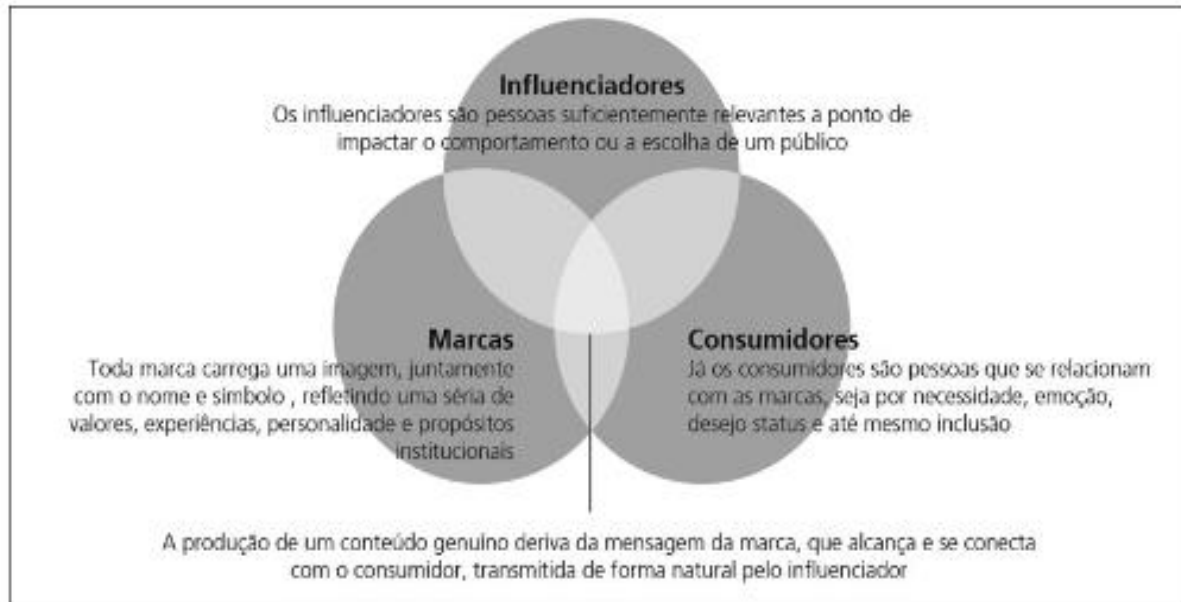 Influenciadores
Os influenciadores são pessoas suficientemente relevantes a ponto de
impactar o comportamento ou a escolha de um público
Marcas
Toda marca carrega uma imagem, juntamente
com o nome e símbolo , refletindo uma séria de
valores, experiências, personalidade e propósitos
institucionais
Consumidores
Já os consumidores são pessoas que se relacionam
com as marcas, seja por necessidade, emoção,
desejo status e até mesmo inclusão
A produção de um conteúdo genuíno deriva da mensagem da marca, que alcança e se conecta
com o consumidor, transmitida de forma natural pelo influenciador